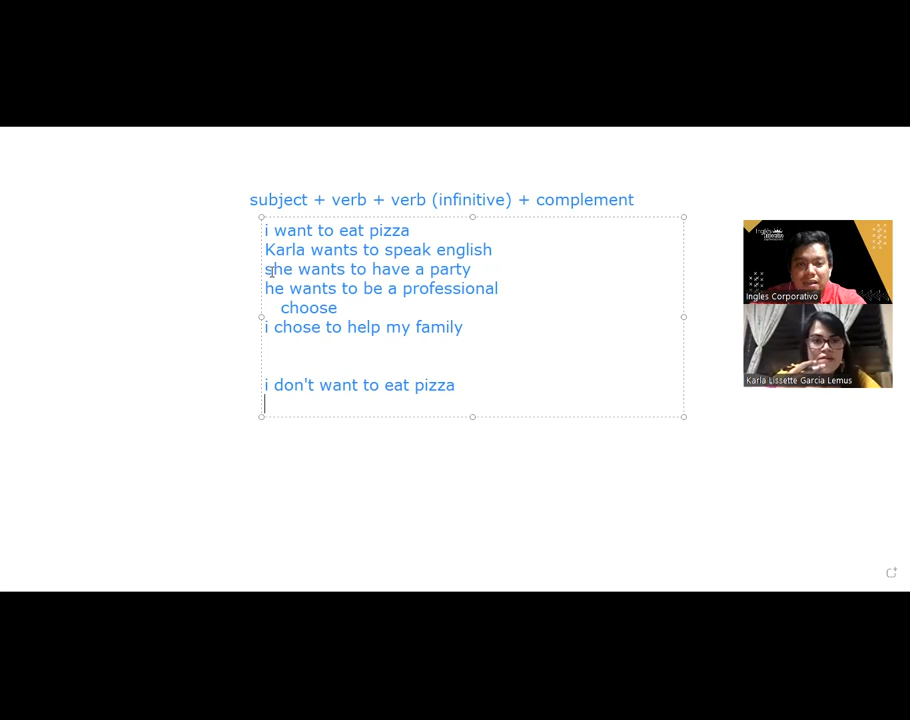 subject + verb + verb (infinitive) + complement
i want to eat pizza
Karla wants to speak english
she wants to have a party
he wants to be a professional
choose
i chose to help my family
i don't want to eat pizza
Inglés
Corporativo
Ingles Corporativo
Karla Lissette Garcia Lemus